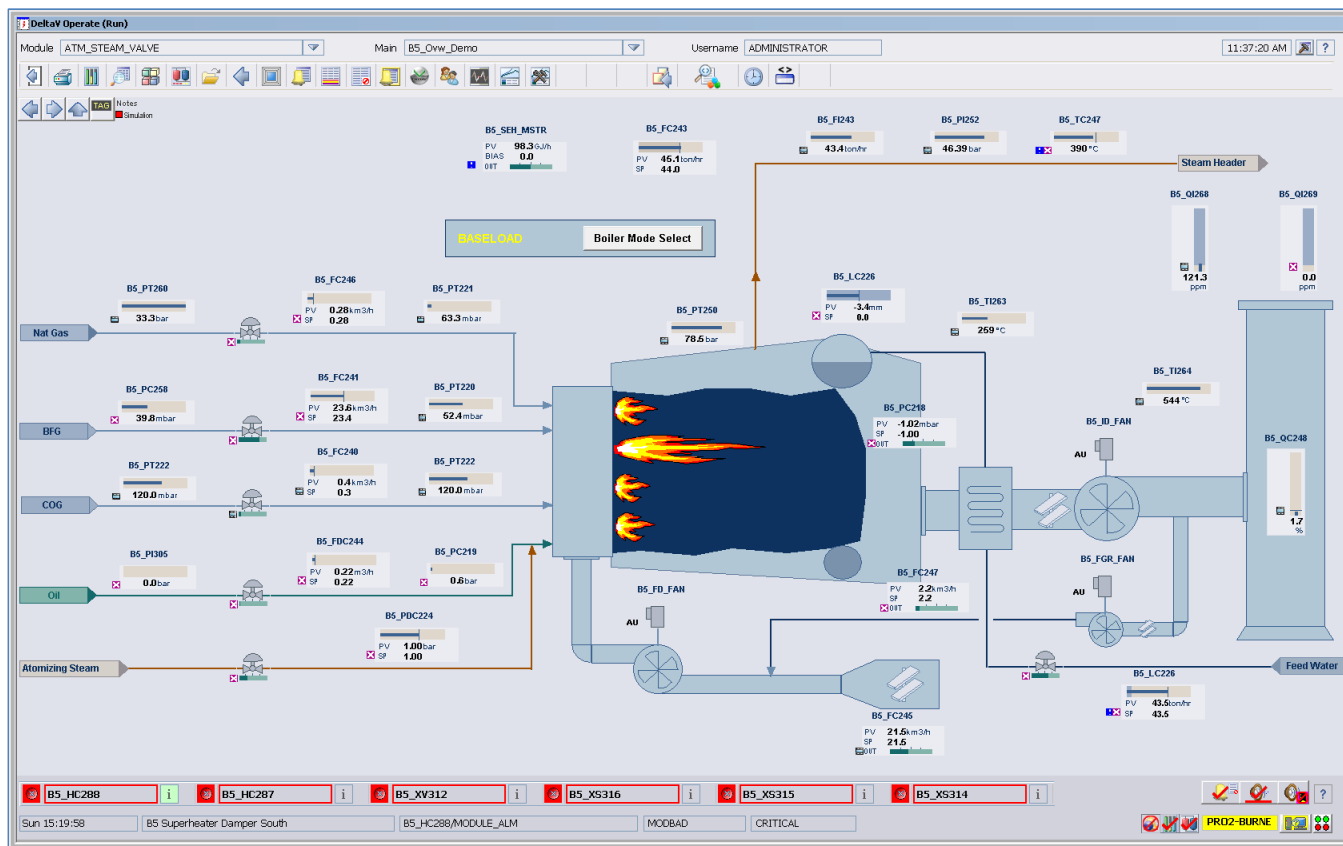 DeltaV Operate (Run)
Module ATM_STEAM_VALVE Main B5_Ovw_Demo Username ADMINISTRATOR 11:37:20 AM ?
TAG Notes
Simulation
B5_SEH_MSTR
PV 98.3 GJ/h
BIAS 0.0
OUT
B5_FC243
PV 45.1 ton/hr
SP 44.0
B5_FI243
43.4 ton/hr
B5_PI252
46.39 bar
B5_TC247
390 °C
Steam Header
B5_QI268
121.3
ppm
B5_QI269
0.0
ppm
BASELOAD Boiler Mode Select
B5_PT260
33.3 bar
B5_FC246
PV 0.28 km3/h
SP 0.28
B5_PT221
63.3 mbar
Nat Gas
B5_PT250
78.5 bar
B5_LC226
PV -3.4 mm
SP 0.0
B5_TI263
259 °C
B5_PC258
39.8 mbar
B5_FC241
PV 23.6 km3/h
SP 23.4
B5_PT220
52.4 mbar
BFG
B5_TI264
544 °C
B5_PC218
PV -1.02 mbar
SP -1.00
OUT
B5_ID_FAN
AU
B5_QC248
1.7
%
B5_PT222
120.0 mbar
B5_FC240
PV 0.4 km3/h
SP 0.3
B5_PT222
120.0 mbar
COG
B5_PI305
0.0 bar
B5_FDC244
PV 0.22 m3/h
SP 0.22
B5_PC219
0.6 bar
Oil
B5_FD_FAN
AU
B5_FC247
PV 2.2 km3/h
SP 2.2
OUT
B5_FGR_FAN
AU
B5_PDC224
PV 1.00 bar
SP 1.00
Atomizing Steam
Feed Water
B5_LC226
PV 43.5 ton/hr
SP 43.5
B5_FC245
PV 21.5 km3/h
SP 21.5
OUT
B5_HC288 i B5_HC287 i B5_XV312 i B5_XS316 i B5_XS315 i B5_XS314 i ?
Sun 15:19:58 B5 Superheater Damper South B5_HC288/MODULE_ALM MODBAD CRITICAL PRO2-BURNE